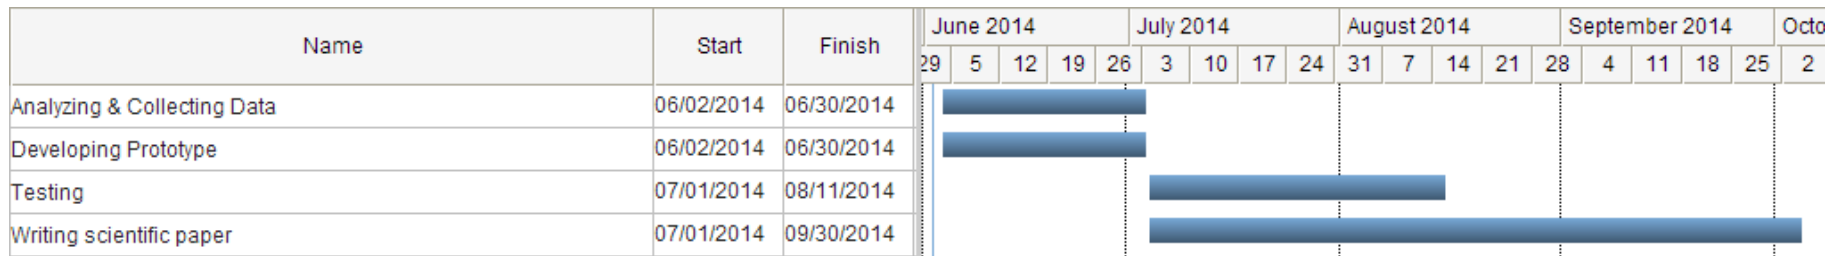 Name Start Finish June 2014 July 2014 August 2014 September 2014 Octo
29 5 12 19 26 3 10 17 24 31 7 14 21 28 4 11 18 25 2
Analyzing & Collecting Data 06/02/2014 06/30/2014
Developing Prototype 06/02/2014 06/30/2014
Testing 07/01/2014 08/11/2014
Writing scientific paper 07/01/2014 09/30/2014